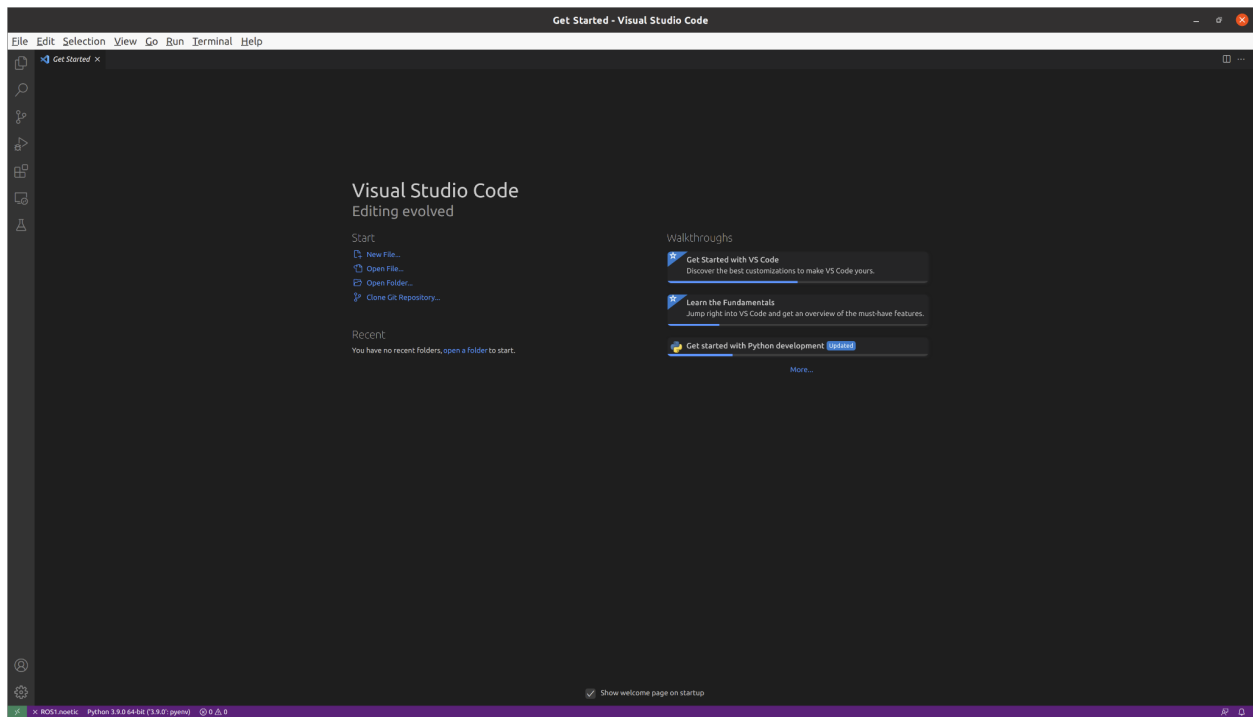 Get Started - Visual Studio Code
File Edit Selection View Go Run Terminal Help
Get Started
Visual Studio Code
Editing evolved
Start
New File...
Open File...
Open Folder...
Clone Git Repository...
Recent
You have no recent folders, open a folder to start.
Walkthroughs
Get Started with VS Code
Discover the best customizations to make VS Code yours.
Learn the Fundamentals
Jump right into VS Code and get an overview of the must-have features.
Get started with Python development Updated
More...
Show welcome page on startup
ROS1.noetic Python 3.9.0 64-bit ('3.9.0': pyenv) 0 0